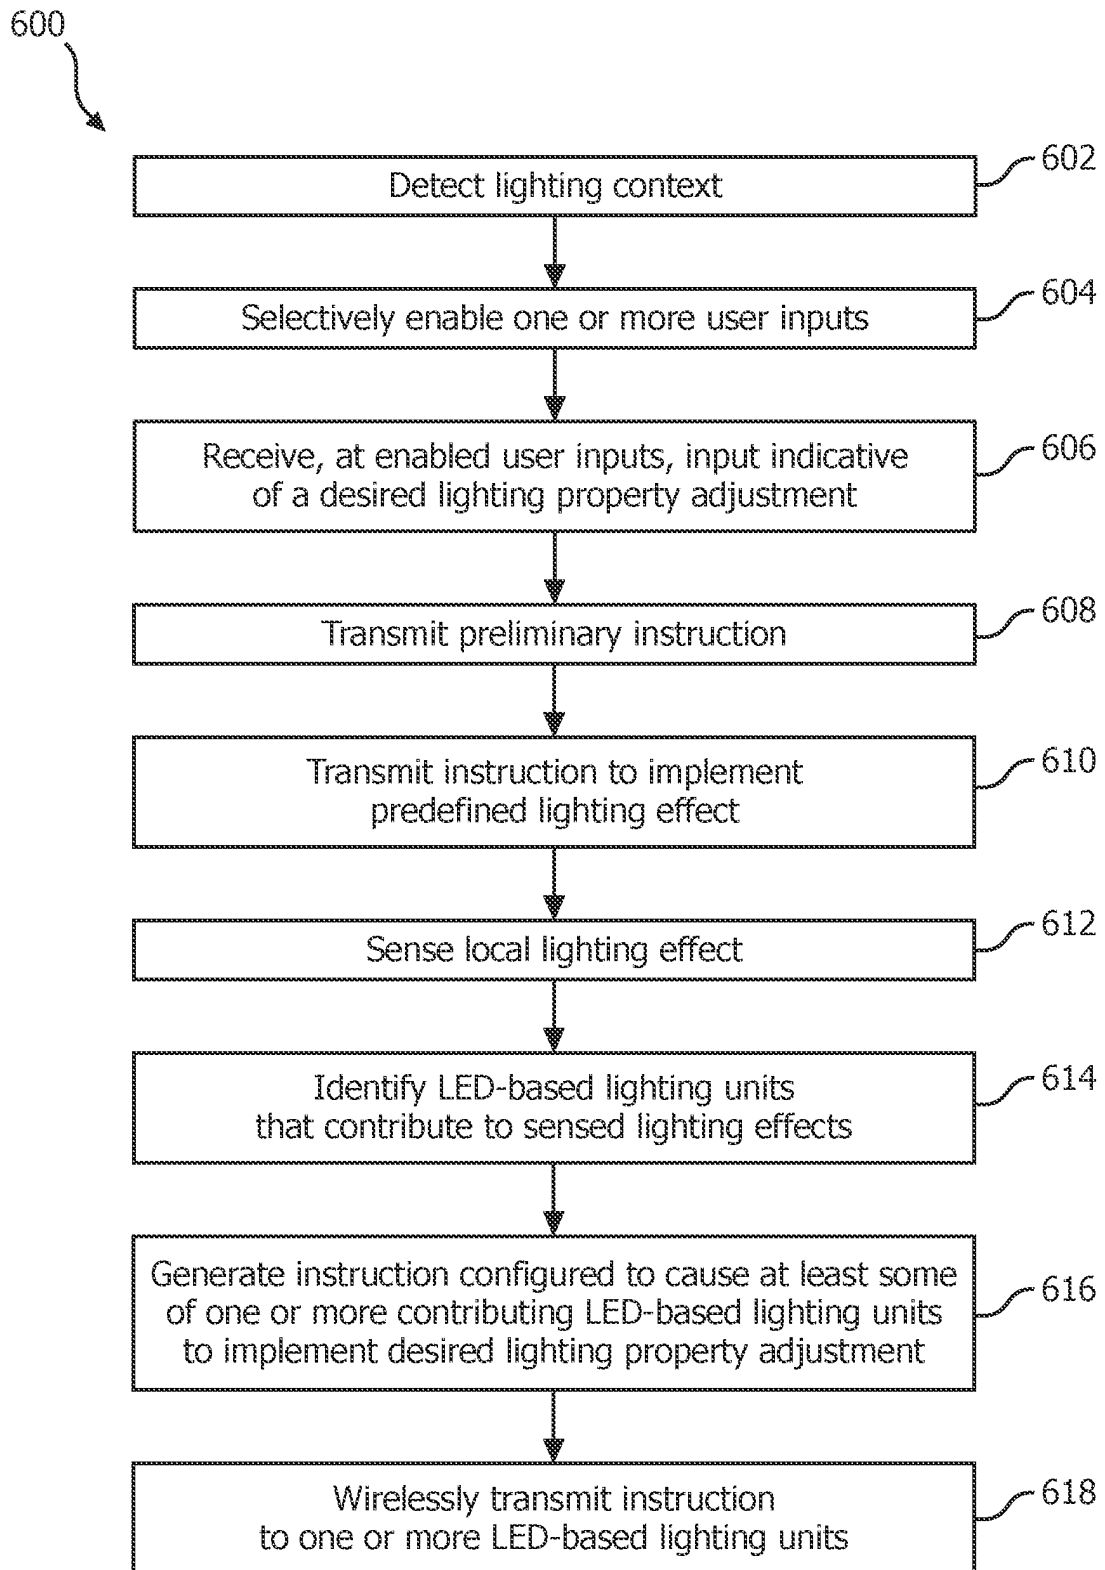 600
Detect lighting context
602
Selectively enable one or more user inputs
604
Receive, at enabled user inputs, input indicative
of a desired lighting property adjustment
606
Transmit preliminary instruction
608
Transmit instruction to implement
predefined lighting effect
610
Sense local lighting effect
612
Identify LED-based lighting units
that contribute to sensed lighting effects
614
Generate instruction configured to cause at least some
of one or more contributing LED-based lighting units
to implement desired lighting property adjustment
616
Wirelessly transmit instruction
to one or more LED-based lighting units
618